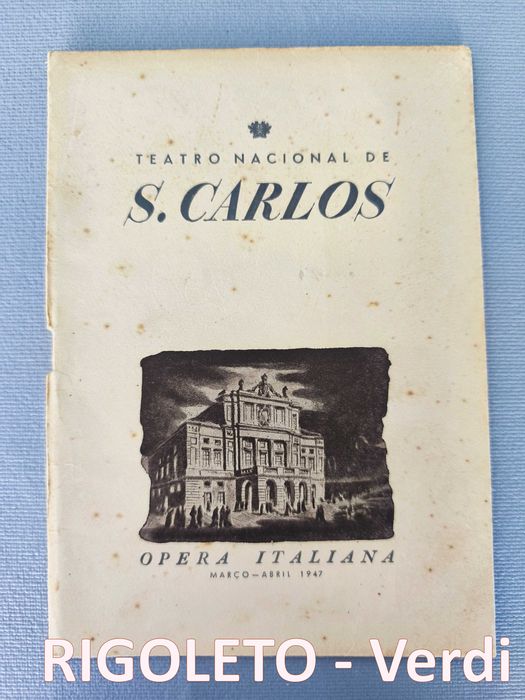 TEATRO NACIONAL DE
S. CARLOS
OPERA ITALIANA
MARÇO — ABRIL 1947
RIGOLETO - Verdi